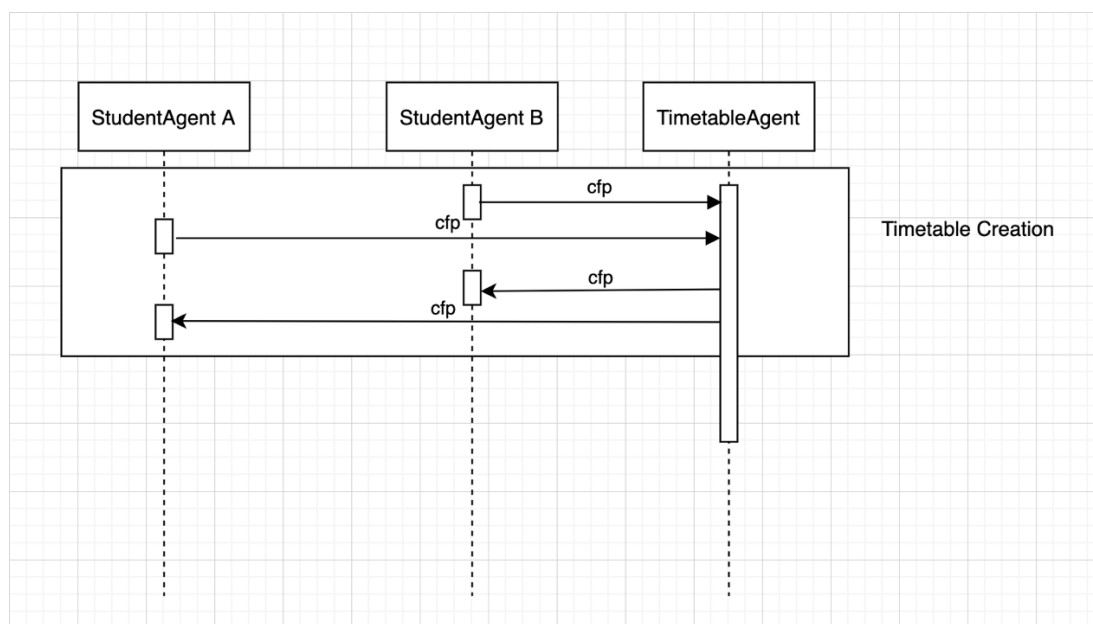 StudentAgent A
StudentAgent B
TimetableAgent
cfp
cfp
Timetable Creation
cfp
cfp